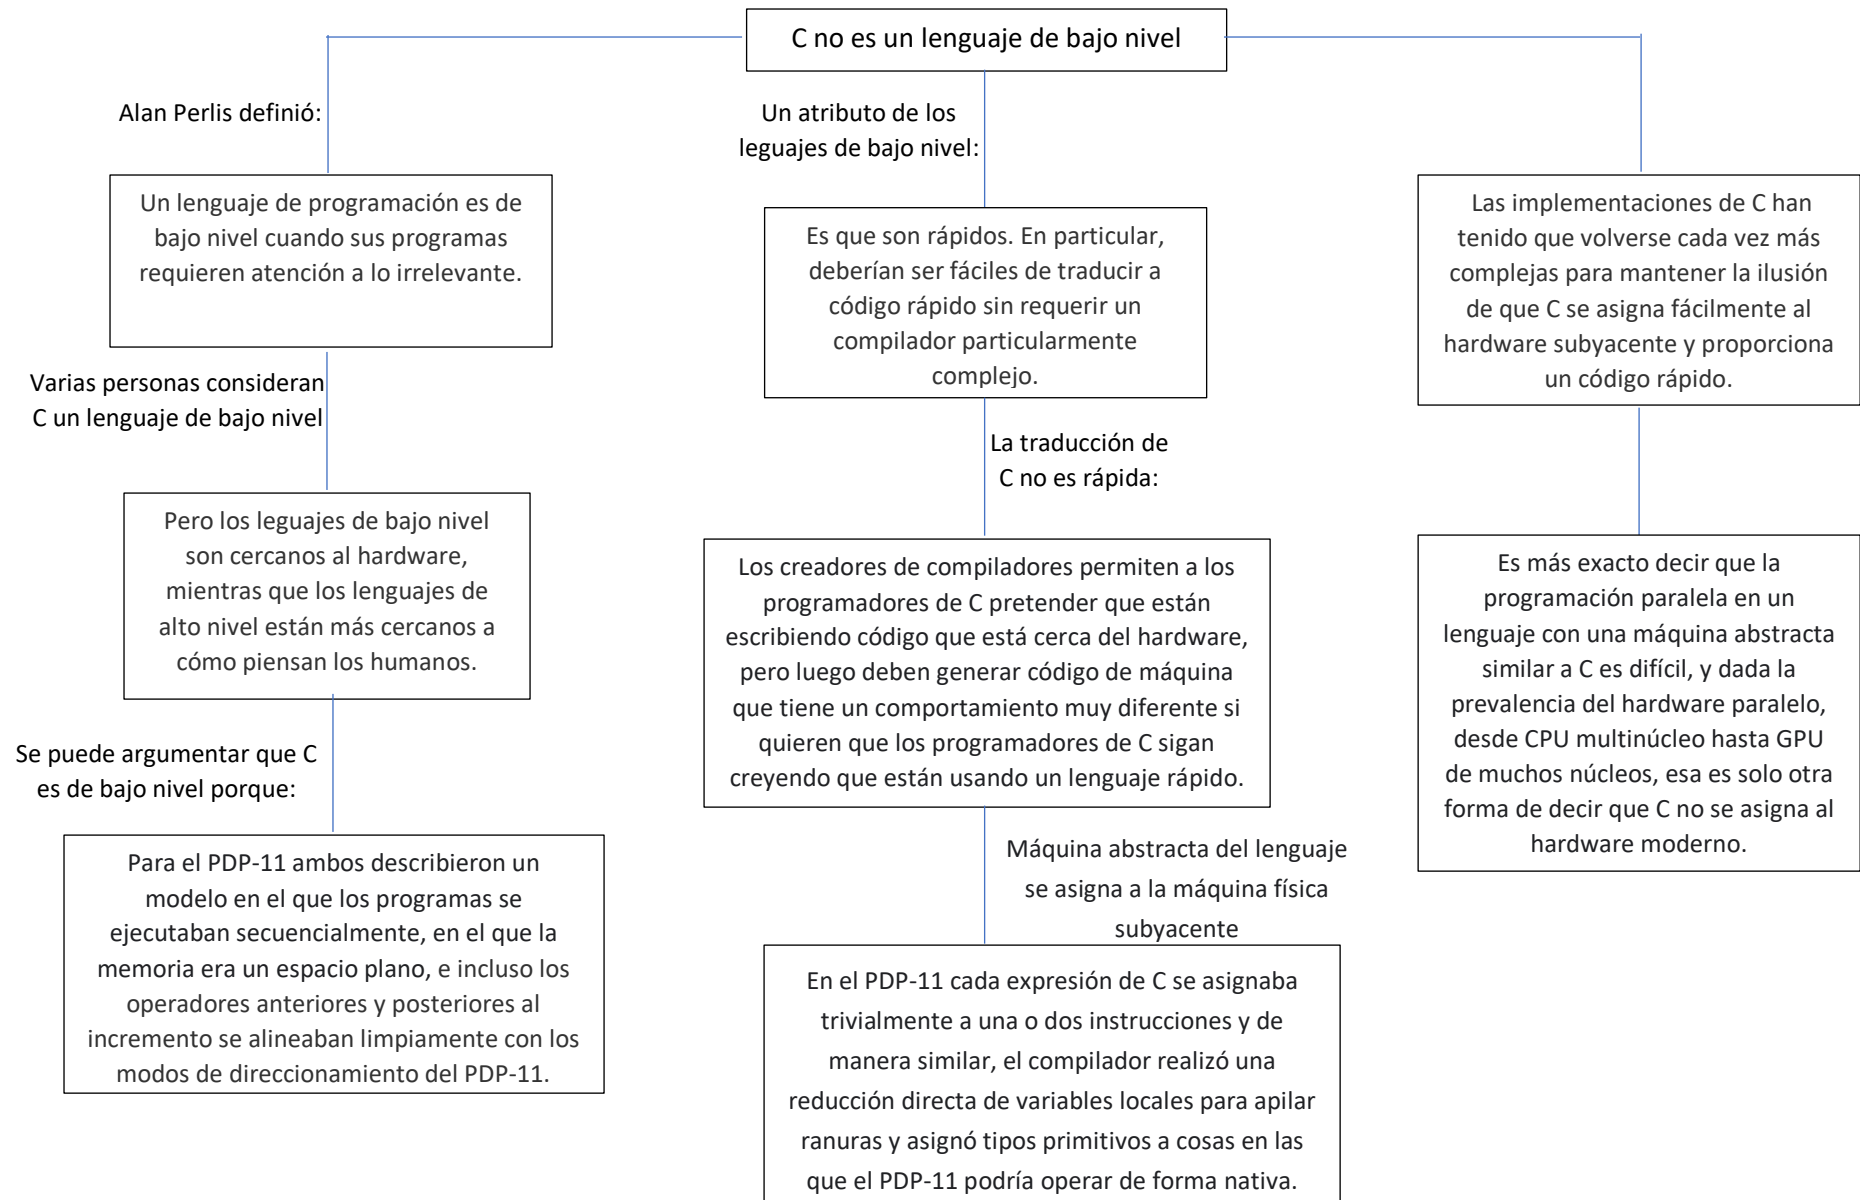 C no es un lenguaje de bajo nivel
Alan Perlis definió:
Un lenguaje de programación es de
bajo nivel cuando sus programas
requieren atención a lo irrelevante.
Varias personas consideran
C un lenguaje de bajo nivel
Pero los leguajes de bajo nivel
son cercanos al hardware,
mientras que los lenguajes de
alto nivel están más cercanos a
cómo piensan los humanos.
Se puede argumentar que C
es de bajo nivel porque:
Para el PDP-11 ambos describieron un
modelo en el que los programas se
ejecutaban secuencialmente, en el que la
memoria era un espacio plano, e incluso los
operadores anteriores y posteriores al
incremento se alineaban limpiamente con los
modos de direccionamiento del PDP-11.
Un atributo de los
leguajes de bajo nivel:
Es que son rápidos. En particular,
deberían ser fáciles de traducir a
código rápido sin requerir un
compilador particularmente
complejo.
La traducción de
C no es rápida:
Los creadores de compiladores permiten a los
programadores de C pretender que están
escribiendo código que está cerca del hardware,
pero luego deben generar código de máquina
que tiene un comportamiento muy diferente si
quieren que los programadores de C sigan
creyendo que están usando un lenguaje rápido.
Máquina abstracta del lenguaje
se asigna a la máquina física
subyacente
En el PDP-11 cada expresión de C se asignaba
trivialmente a una o dos instrucciones y de
manera similar, el compilador realizó una
reducción directa de variables locales para apilar
ranuras y asignó tipos primitivos a cosas en las
que el PDP-11 podría operar de forma nativa.
Las implementaciones de C han
tenido que volverse cada vez más
complejas para mantener la ilusión
de que C se asigna fácilmente al
hardware subyacente y proporciona
un código rápido.
Es más exacto decir que la
programación paralela en un
lenguaje con una máquina abstracta
similar a C es difícil, y dada la
prevalencia del hardware paralelo,
desde CPU multinúcleo hasta GPU
de muchos núcleos, esa es solo otra
forma de decir que C no se asigna al
hardware moderno.